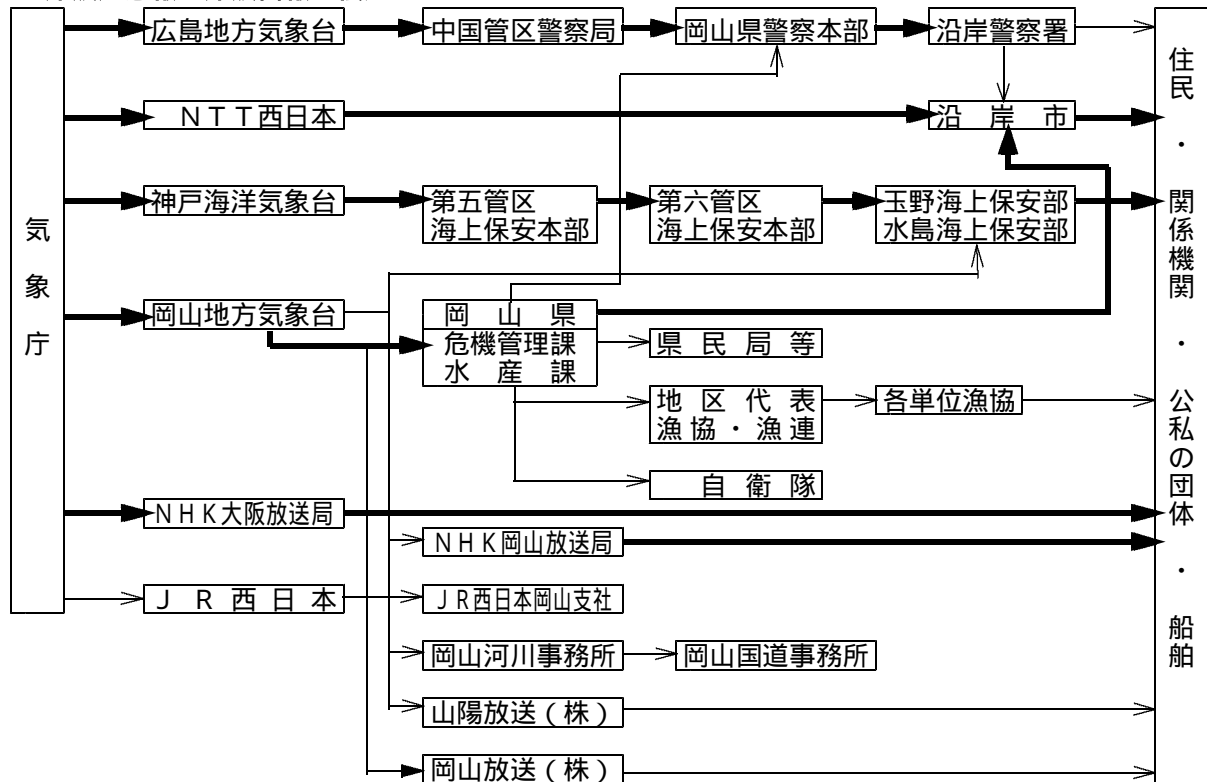 気象庁
広島地方気象台
中国管区警察局
岡山県警察本部
沿岸警察署
NTT西日本
沿岸市
神戸海洋気象台
第五管区
海上保安本部
第六管区
海上保安本部
玉野海上保安部
水島海上保安部
岡山地方気象台
岡山県
危機管理課
水産課
県民局等
地区代表
漁協・漁連
各単位漁協
自衛隊
NHK大阪放送局
NHK岡山放送局
JR西日本
JR西日本岡山支社
岡山河川事務所
岡山国道事務所
山陽放送(株)
岡山放送(株)
住民・関係機関・公私の団体・船舶